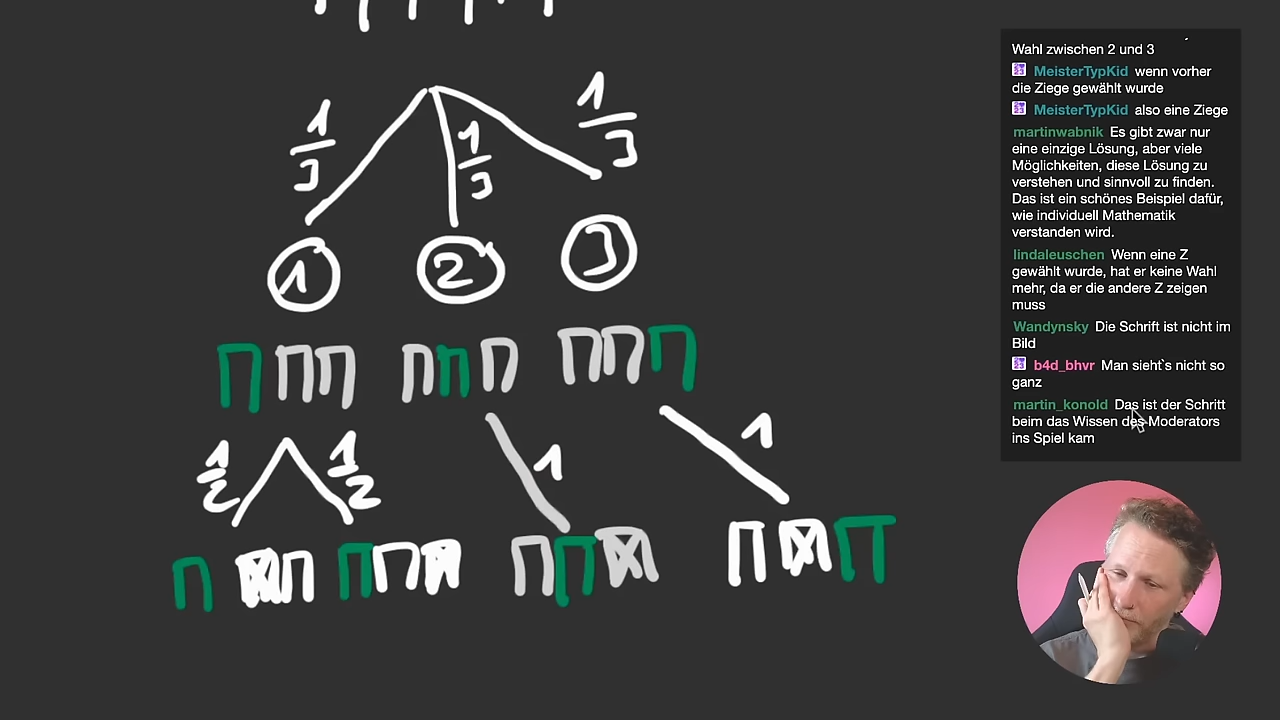 1
3
1
3
1
3
1
2
3
1
2
1
2
1
1
Wahl zwischen 2 und 3
MeisterTypKid wenn vorher
die Ziege gewählt wurde
MeisterTypKid also eine Ziege
martinwabnik Es gibt zwar nur
eine einzige Lösung, aber viele
Möglichkeiten, diese Lösung zu
verstehen und sinnvoll zu finden.
Das ist ein schönes Beispiel dafür,
wie individuell Mathematik
verstanden wird.
lindaleuschen Wenn eine Z
gewählt wurde, hat er keine Wahl
mehr, da er die andere Z zeigen
muss
Wandynsky Die Schrift ist nicht im
Bild
b4d_bhvr Man sieht`s nicht so
ganz
martin_konold Das ist der Schritt
beim das Wissen des Moderators
ins Spiel kam